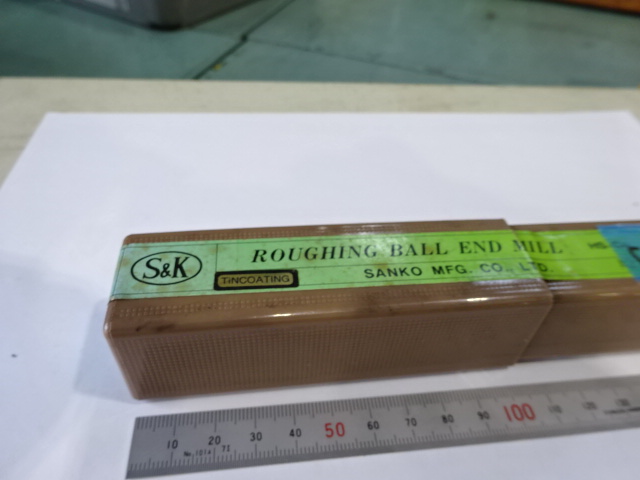 S&K
ROUGHING BALL END MILL
TiNCOATING
SANKO MFG. CO., LTD.
10 20 30 40 50 60 70 80 90 100